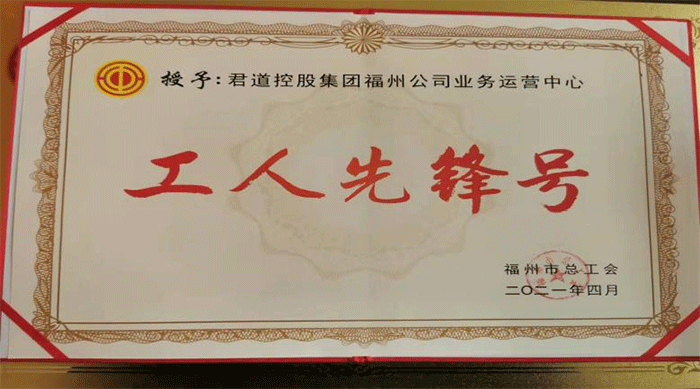 授予:君道控股集团福州公司业务运营中心
工人先锋号
福州市总工会
二〇二一年四月